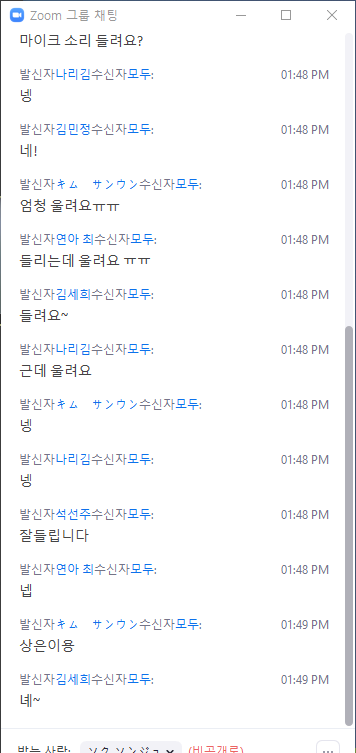 Zoom 그룹 채팅
마이크 소리 들려요?
발신자나리김수신자모두: 01:48 PM
넹
발신자김민정수신자모두: 01:48 PM
네!
발신자キム サンウン수신자모두: 01:48 PM
엄청 울려요ㅠㅠ
발신자연아 최수신자모두: 01:48 PM
들리는데 울려요 ㅠㅠ
발신자김세희수신자모두: 01:48 PM
들려요~
발신자나리김수신자모두: 01:48 PM
근데 울려요
발신자キム サンウン수신자모두: 01:48 PM
넹
발신자나리김수신자모두: 01:48 PM
넹
발신자석선주수신자모두: 01:48 PM
잘들립니다
발신자연아 최수신자모두: 01:48 PM
넵
발신자キム サンウン수신자모두: 01:49 PM
상은이용
발신자김세희수신자모두: 01:49 PM
녜~
받는 사람: ソク ソンジュ (비공개로)